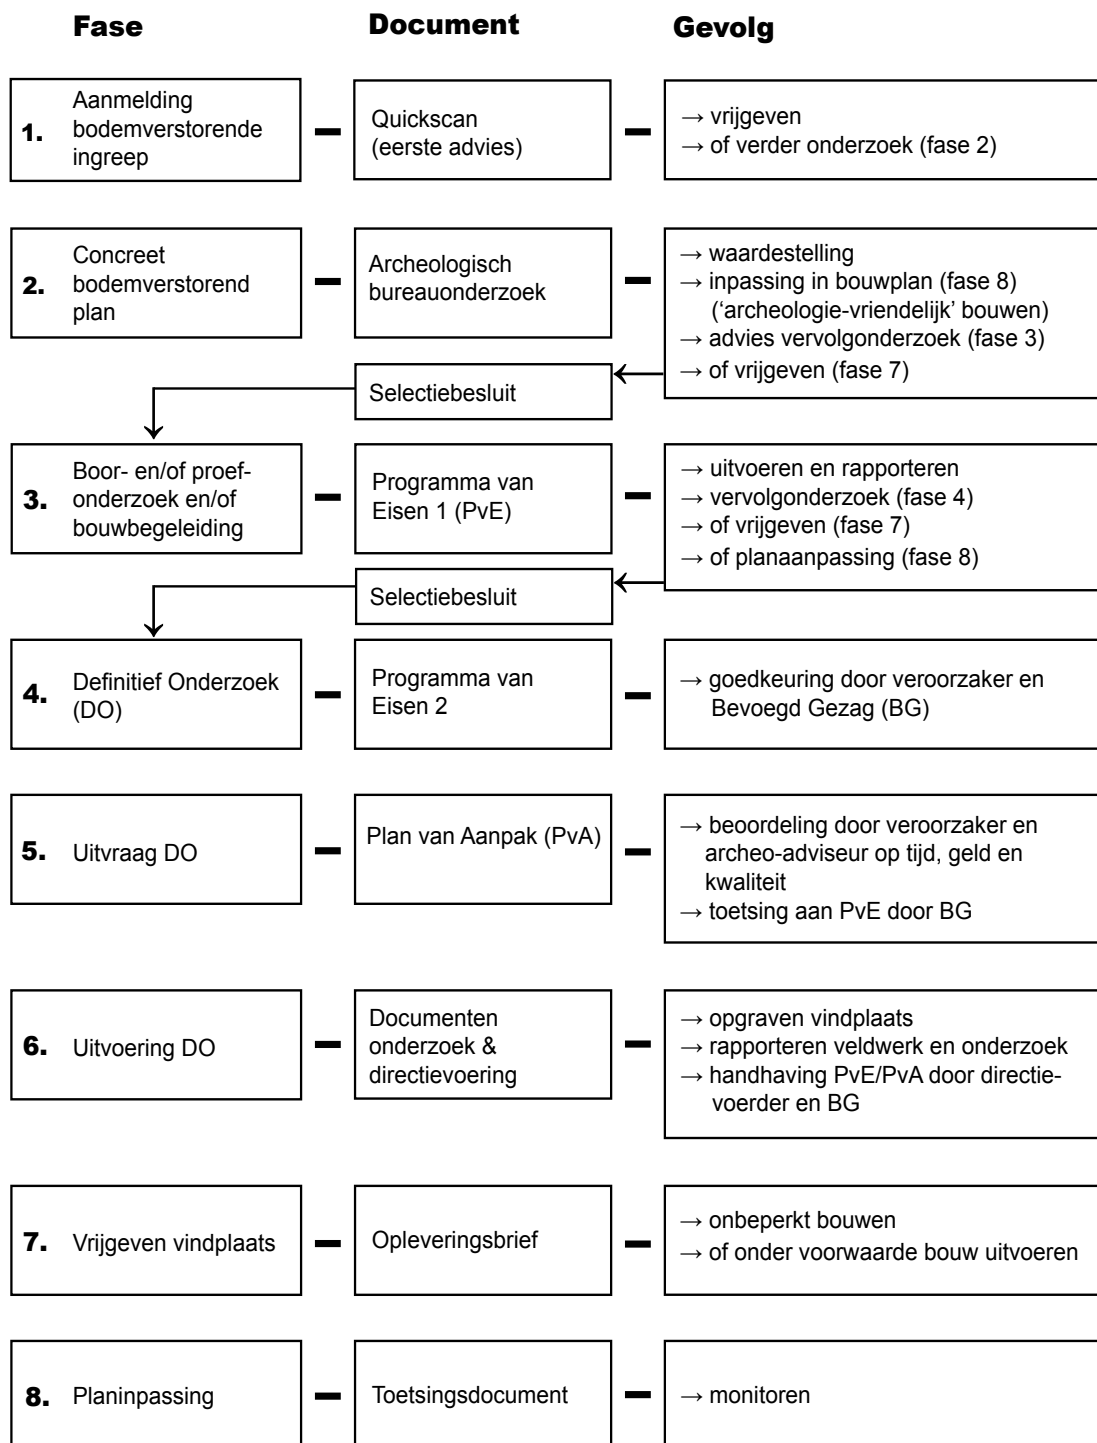 Fase
Document
Gevolg
1.
Aanmelding
bodemverstorende
ingreep
Quickscan
(eerste advies)
→ vrijgeven
→ of verder onderzoek (fase 2)
2.
Concreet
bodemverstorend
plan
Archeologisch
bureauonderzoek
→ waardestelling
→ inpassing in bouwplan (fase 8)
(‘archeologie-vriendelijk’ bouwen)
→ advies vervolgonderzoek (fase 3)
→ of vrijgeven (fase 7)
Selectiebesluit
3.
Boor- en/of proef-
onderzoek en/of
bouwbegeleiding
Programma van
Eisen 1 (PvE)
→ uitvoeren en rapporteren
→ vervolgonderzoek (fase 4)
→ of vrijgeven (fase 7)
→ of planaanpassing (fase 8)
Selectiebesluit
4.
Definitief Onderzoek
(DO)
Programma van
Eisen 2
→ goedkeuring door veroorzaker en
Bevoegd Gezag (BG)
5.
Uitvraag DO
Plan van Aanpak (PvA)
→ beoordeling door veroorzaker en
archeo-adviseur op tijd, geld en
kwaliteit
→ toetsing aan PvE door BG
6.
Uitvoering DO
Documenten
onderzoek &
directievoering
→ opgraven vindplaats
→ rapporteren veldwerk en onderzoek
→ handhaving PvE/PvA door directie-
voerder en BG
7.
Vrijgeven vindplaats
Opleveringsbrief
→ onbeperkt bouwen
→ of onder voorwaarde bouw uitvoeren
8.
Planinpassing
Toetsingsdocument
→ monitoren